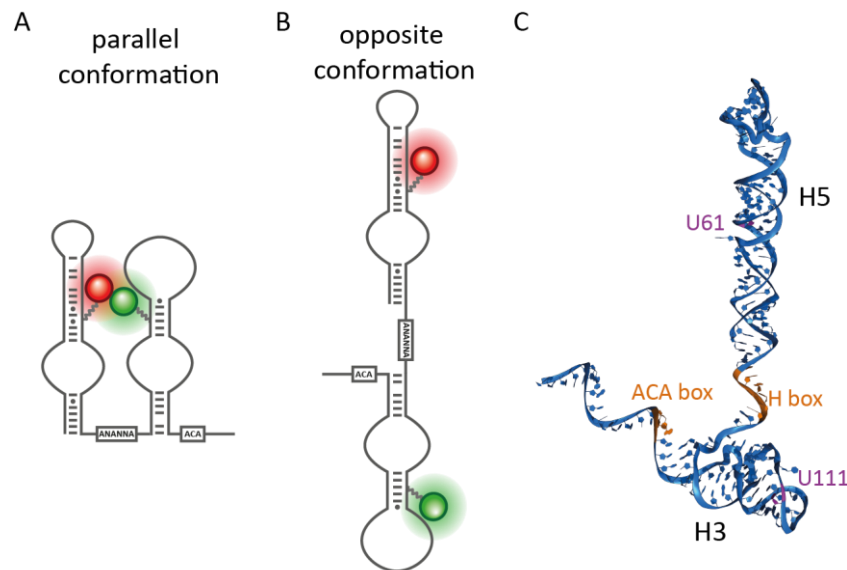 A
parallel
conformation
ANANNA
ACA
B
opposite
conformation
ANANNA
ACA
C
H5
U61
ACA box
H box
U111
H3